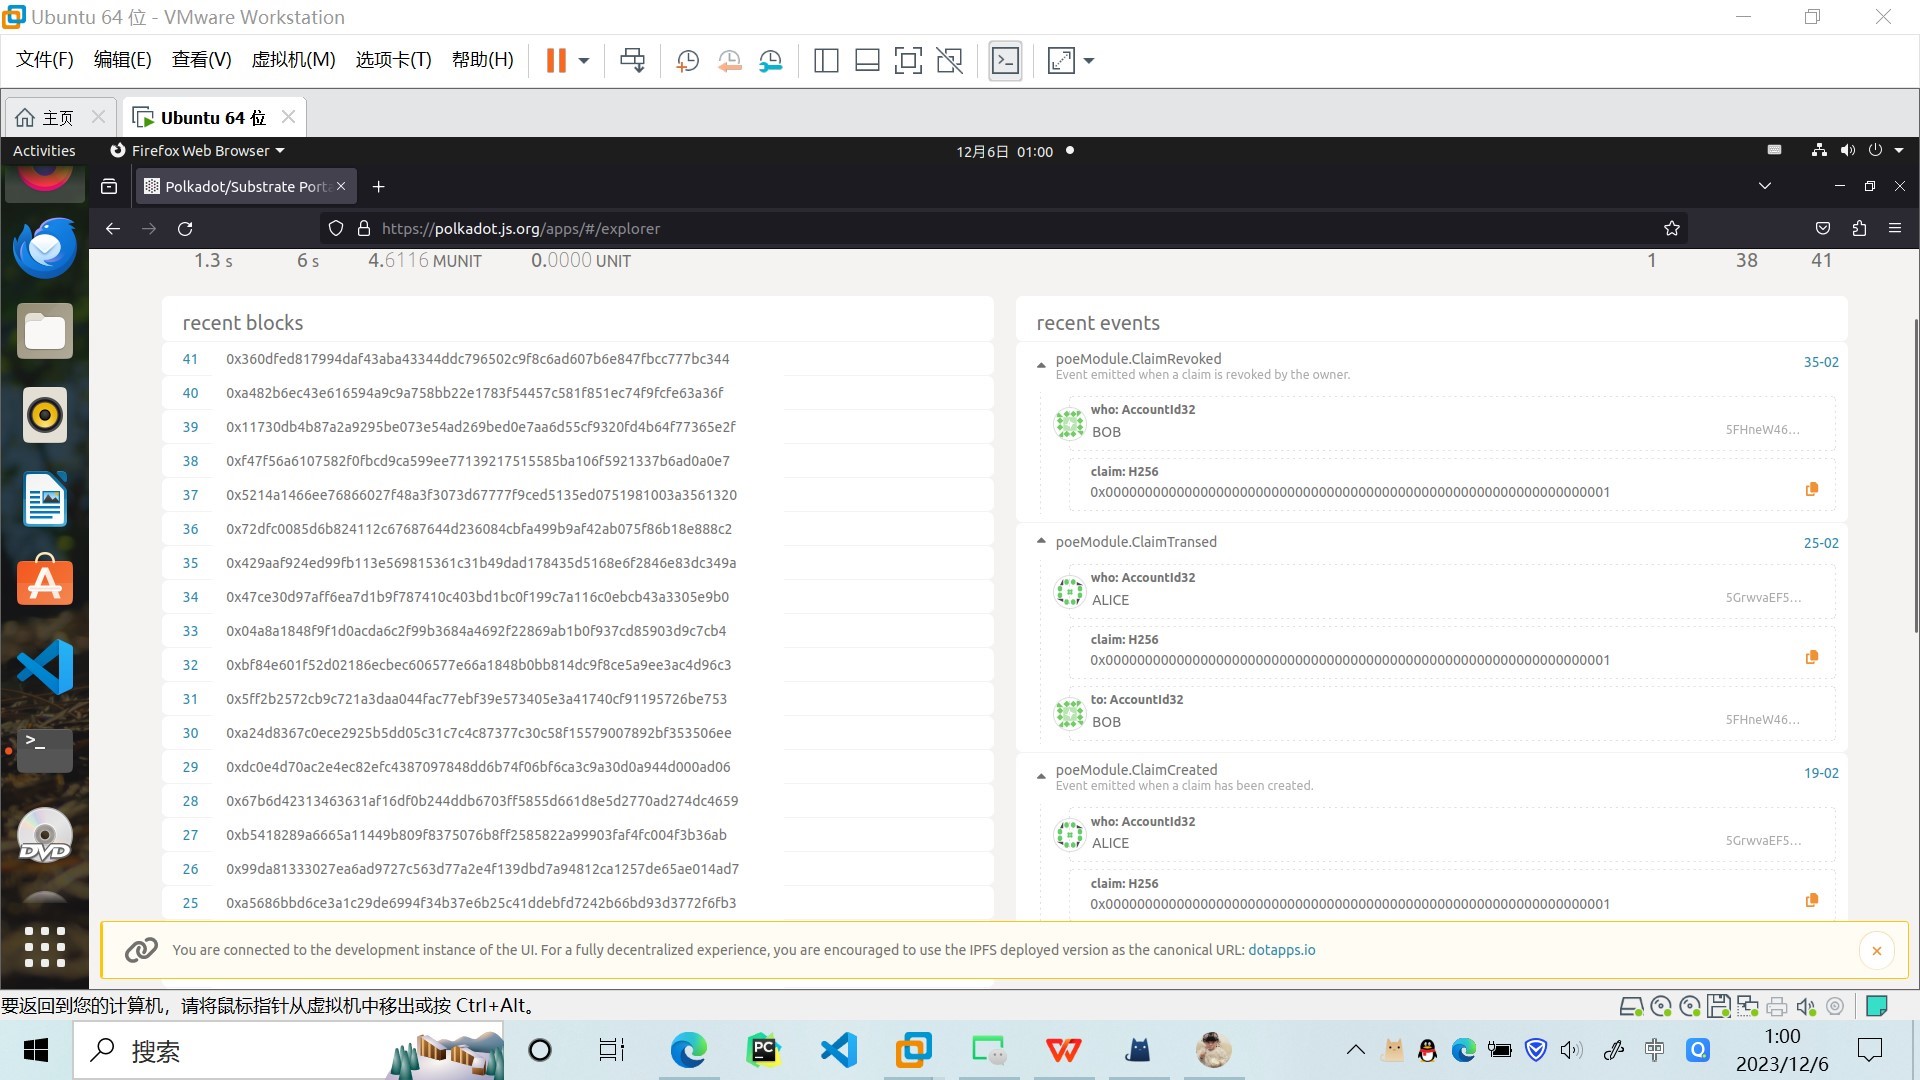 Ubuntu 64 位 - VMware Workstation
文件(F) 编辑(E) 查看(V) 虚拟机(M) 选项卡(T) 帮助(H)
主页 Ubuntu 64 位
Activities Firefox Web Browser 12月6日 01:00
Polkadot/Substrate Porta
https://polkadot.js.org/apps/#/explorer
1.3 s 6 s 4.6116 MUNIT 0.0000 UNIT 1 38 41
recent blocks
41 0x360dfed817994daf43aba43344ddc796502c9f8c6ad607b6e847fbcc777bc344
40 0xa482b6ec43e616594a9c9a758bb22e1783f54457c581f851ec74f9fcfe63a36f
39 0x11730db4b87a2a9295be073e54ad269bed0e7aa6d55cf9320fd4b64f77365e2f
38 0xf47f56a6107582f0fbcd9ca599ee77139217515585ba106f5921337b6ad0a0e7
37 0x5214a1466ee76866027f48a3f3073d67777f9ced5135ed0751981003a3561320
36 0x72dfc0085d6b824112c67687644d236084cbfa499b9af42ab075f86b18e888c2
35 0x429aaf924ed99fb113e569815361c31b49dad178435d5168e6f2846e83dc349a
34 0x47ce30d97aff6ea7d1b9f787410c403bd1bc0f199c7a116c0ebcb43a3305e9b0
33 0x04a8a1848f9f1d0acda6c2f99b3684a4692f22869ab1b0f937cd85903d9c7cb4
32 0xbf84e601f52d02186ecbec606577e66a1848b0bb814dc9f8ce5a9ee3ac4d96c3
31 0x5ff2b2572cb9c721a3daa044fac77ebf39e573405e3a41740cf91195726be753
30 0xa24d8367c0ece2925b5dd05c31c7c4c87377c30c58f15579007892bf353506ee
29 0xdc0e4d70ac2e4ec82efc4387097848dd6b74f06bf6ca3c9a30d0a944d000ad06
28 0x67b6d42313463631af16df0b244ddb6703ff5855d661d8e5d2770ad274dc4659
27 0xb5418289a6665a11449b809f8375076b8ff2585822a99903faf4fc004f3b36ab
26 0x99da81333027ea6ad9727c563d77a2e4f139dbd7a94812ca1257de65ae014ad7
25 0xa5686bbd6ce3a1c29de6994f34b37e6b25c41ddebfd7242b66bd93d3772f6fb3
recent events
poeModule.ClaimRevoked 35-02
Event emitted when a claim is revoked by the owner.
who: AccountId32
BOB 5FHneW46…
claim: H256
0x0000000000000000000000000000000000000000000000000000000000000001
poeModule.ClaimTransed 25-02
who: AccountId32
ALICE 5GrwvaEF5…
claim: H256
0x0000000000000000000000000000000000000000000000000000000000000001
to: AccountId32
BOB 5FHneW46…
poeModule.ClaimCreated 19-02
Event emitted when a claim has been created.
who: AccountId32
ALICE 5GrwvaEF5…
claim: H256
0x0000000000000000000000000000000000000000000000000000000000000001
You are connected to the development instance of the UI. For a fully decentralized experience, you are encouraged to use the IPFS deployed version as the canonical URL: dotapps.io
要返回到您的计算机，请将鼠标指针从虚拟机中移出或按 Ctrl+Alt。
搜索 中 1:00
2023/12/6